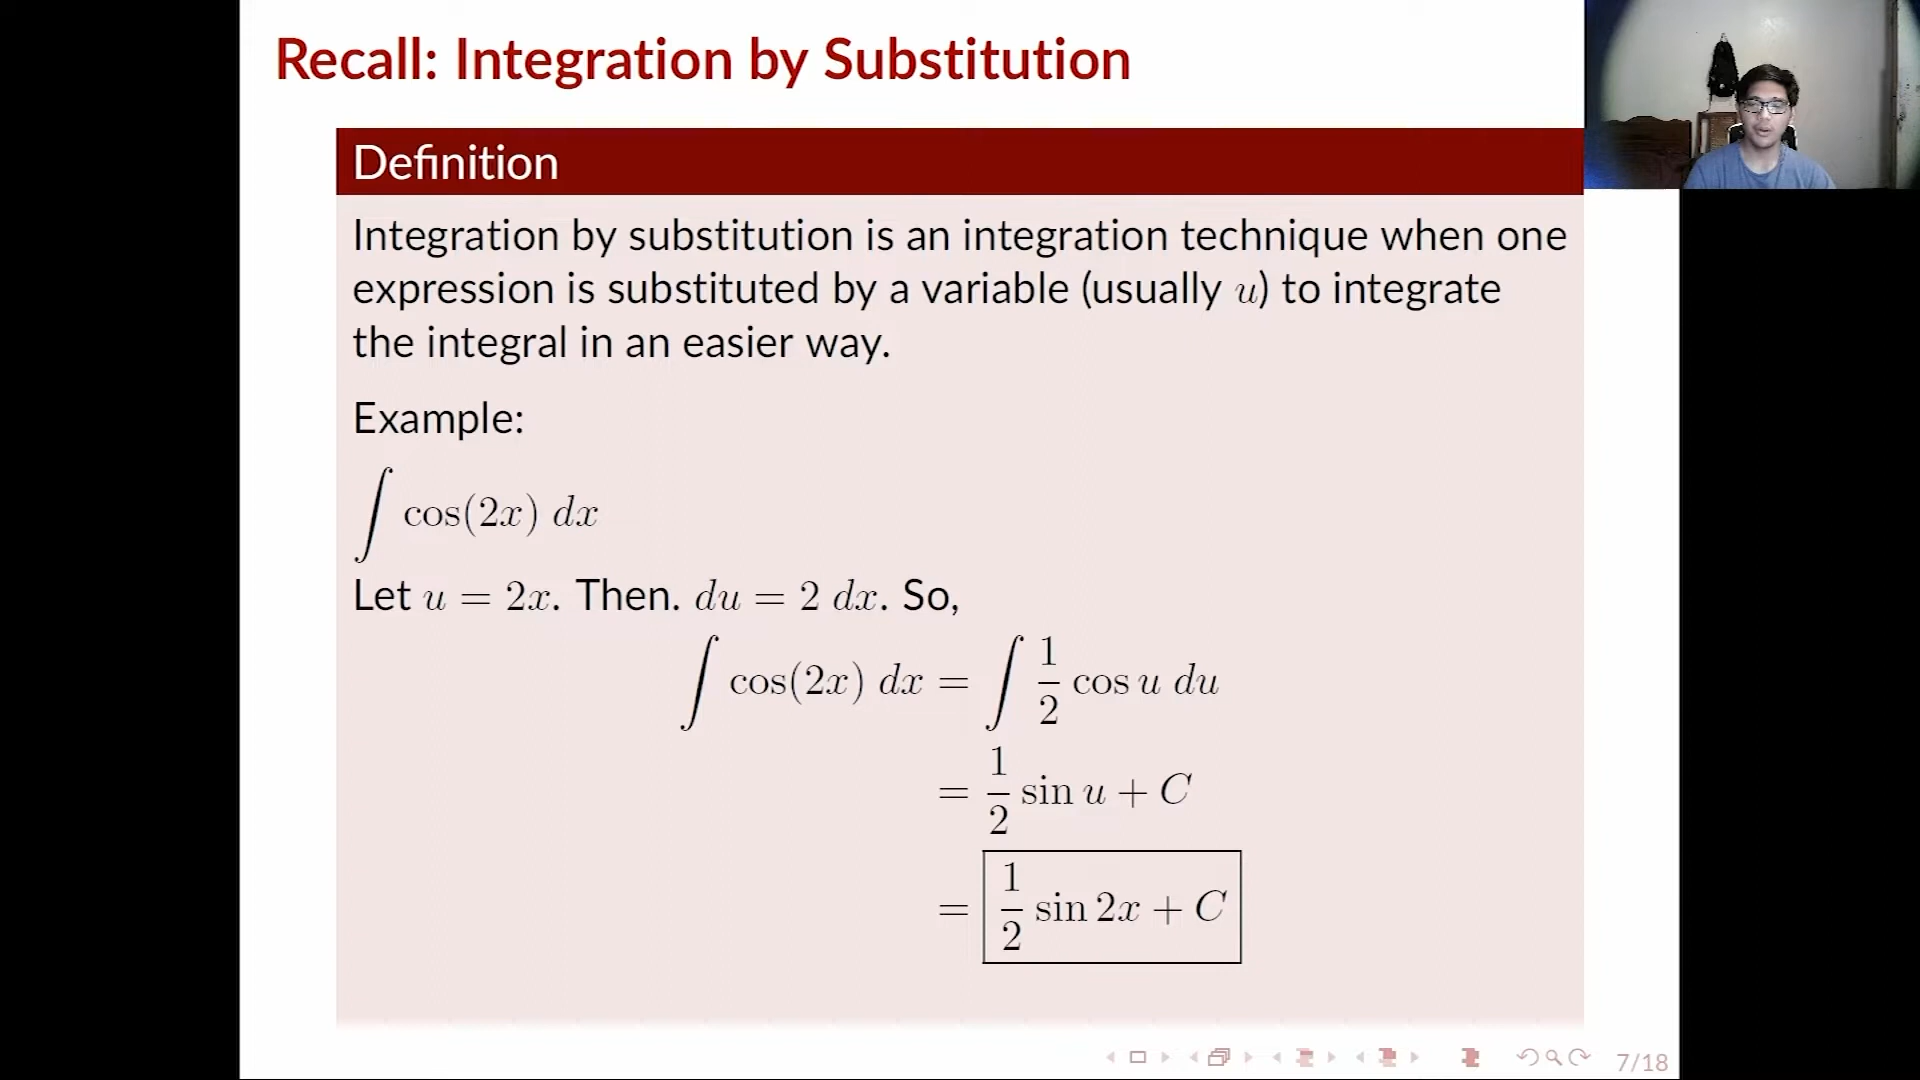 Recall: Integration by Substitution
Definition
Integration by substitution is an integration technique when one
expression is substituted by a variable (usually u) to integrate
the integral in an easier way.
Example:
∫ cos(2x) dx
Let u = 2x. Then. du = 2 dx. So,
∫ cos(2x) dx = ∫ 1/2 cos u du
= 1/2 sin u + C
= 1/2 sin 2x + C
7/18